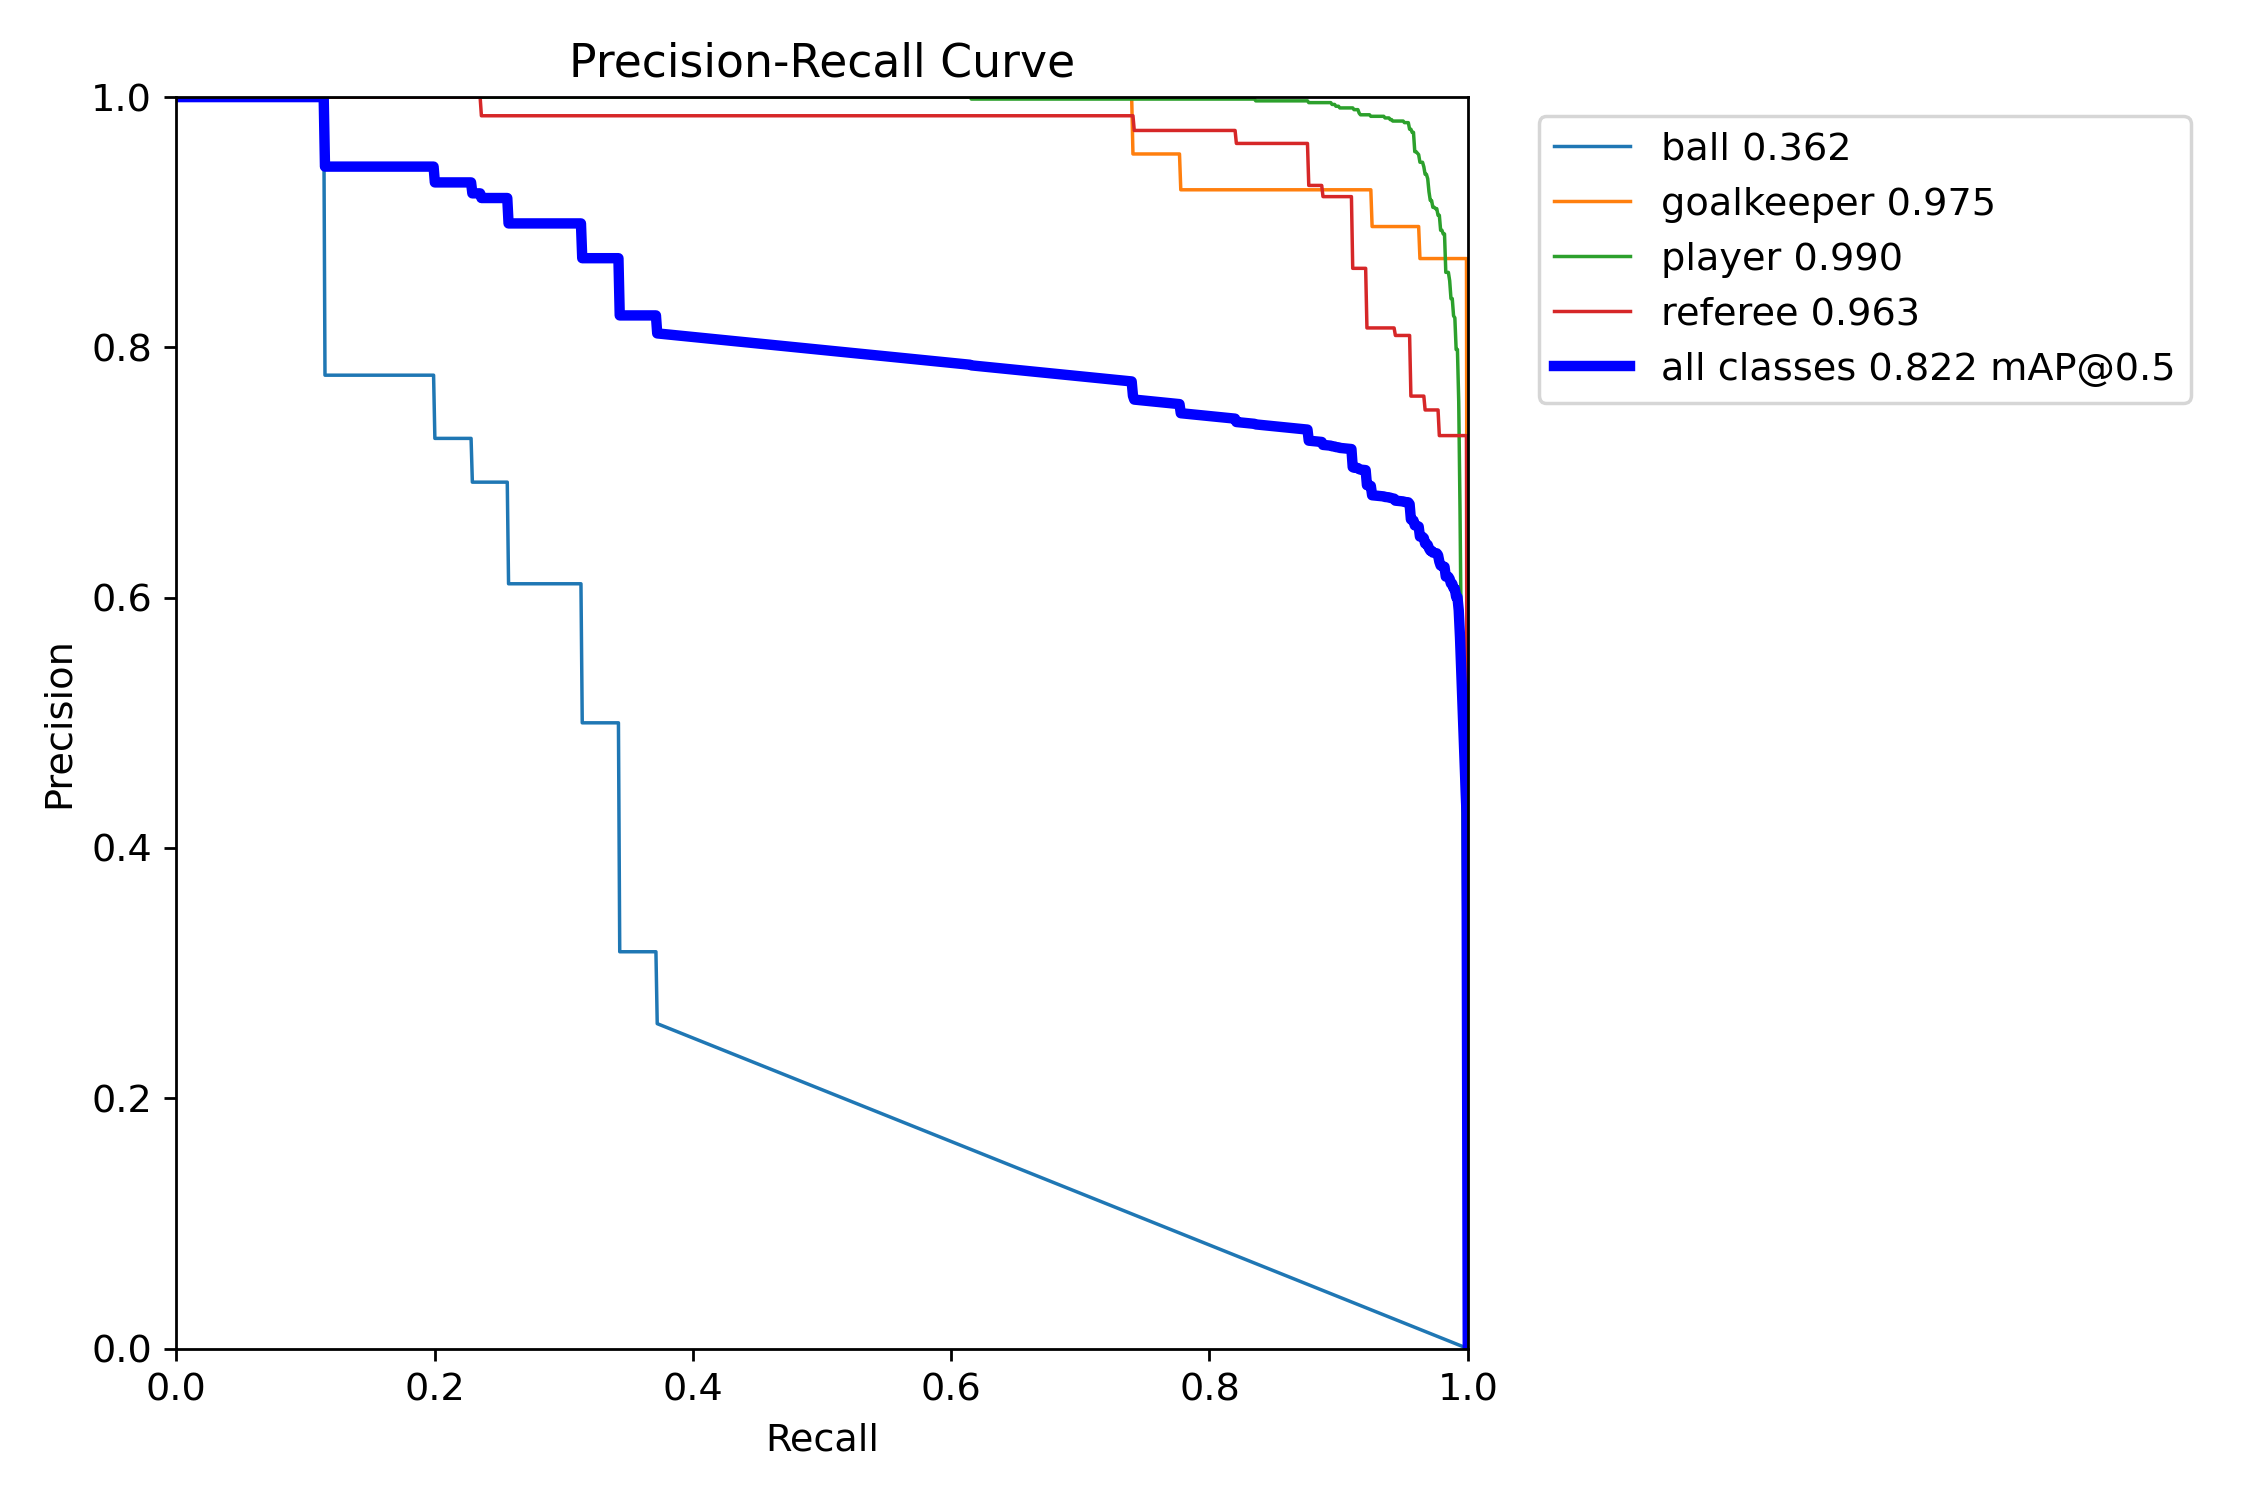 Precision-Recall Curve
1.0
0.8
0.6
0.4
0.2
0.0
Precision
0.0 0.2 0.4 0.6 0.8 1.0
Recall
ball 0.362
goalkeeper 0.975
player 0.990
referee 0.963
all classes 0.822 mAP@0.5